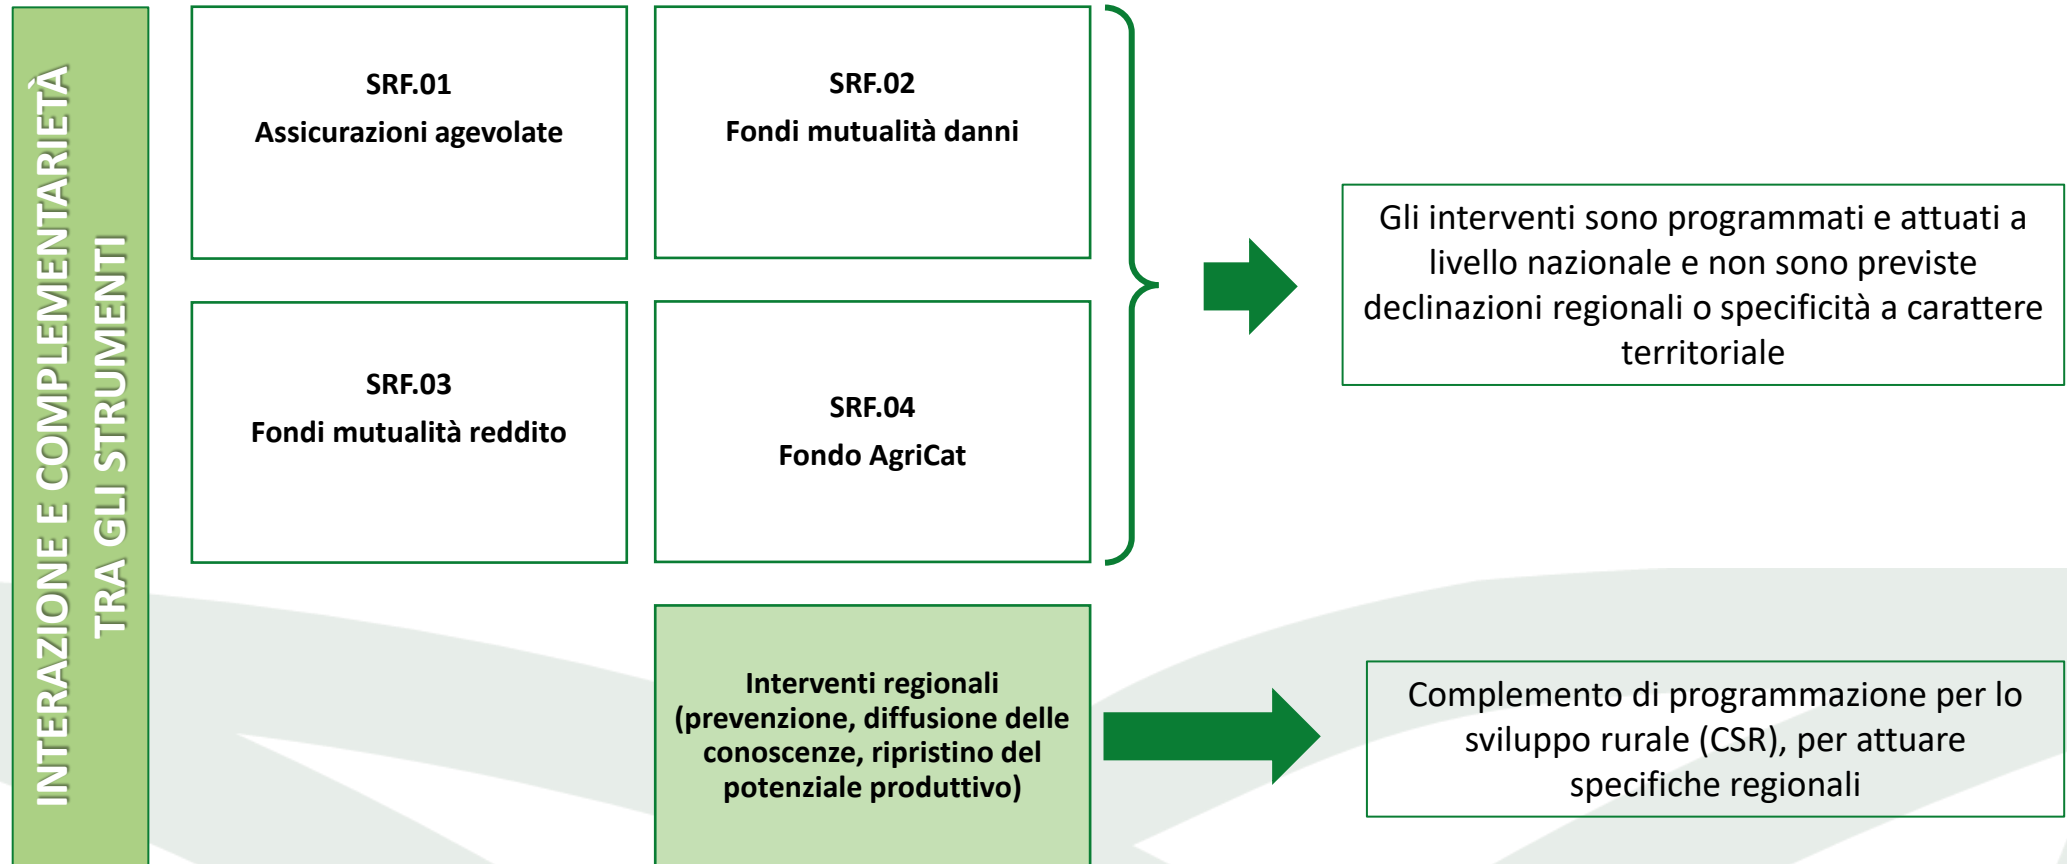 INTERAZIONE E COMPLEMENTARIETÀ
TRA GLI STRUMENTI
SRF.01
Assicurazioni agevolate
SRF.02
Fondi mutualità danni
SRF.03
Fondi mutualità reddito
SRF.04
Fondo AgriCat
Gli interventi sono programmati e attuati a
livello nazionale e non sono previste
declinazioni regionali o specificità a carattere
territoriale
Interventi regionali
(prevenzione, diffusione delle
conoscenze, ripristino del
potenziale produttivo)
Complemento di programmazione per lo
sviluppo rurale (CSR), per attuare
specifiche regionali